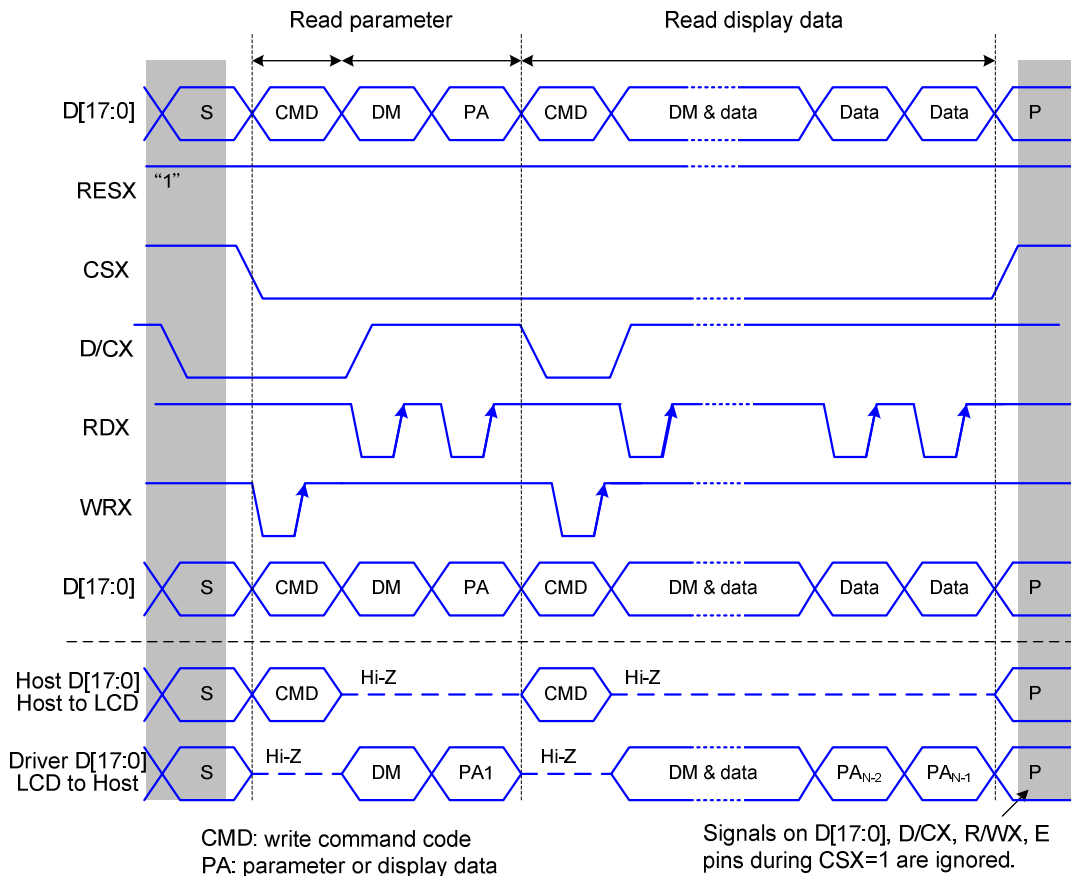 Read parameter Read display data
D[17:0] S CMD DM PA CMD DM & data Data Data P
RESX "1"
CSX
D/CX
RDX
WRX
D[17:0] S CMD DM PA CMD DM & data Data Data P
Host D[17:0]
Host to LCD
S CMD Hi-Z CMD Hi-Z P
Driver D[17:0]
LCD to Host
S Hi-Z DM PA1 Hi-Z DM & data PAN-2 PAN-1 P
CMD: write command code
PA: parameter or display data
Signals on D[17:0], D/CX, R/WX, E
pins during CSX=1 are ignored.